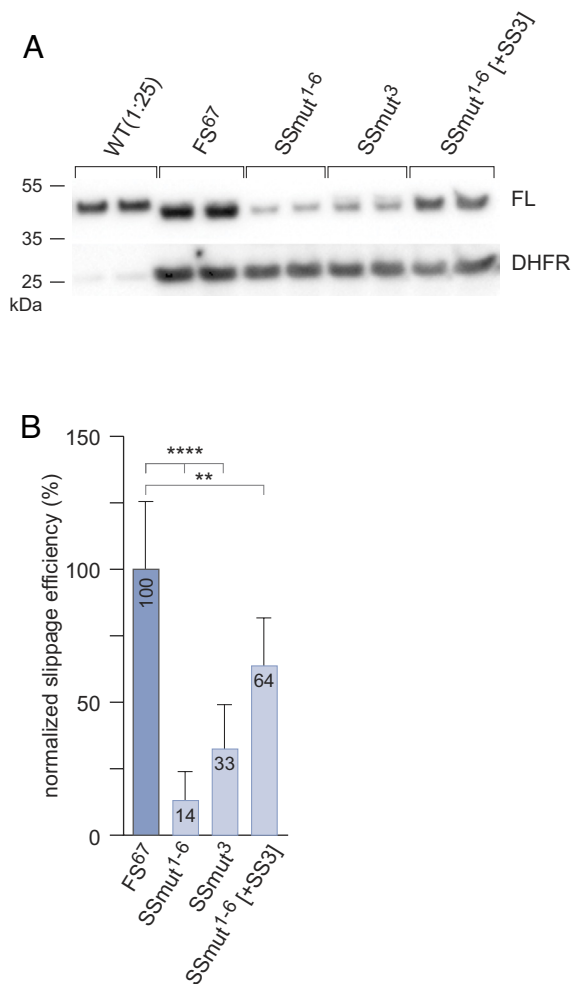 A
WT(1:25)
FS67
SSmut1-6
SSmut3
SSmut1-6 [+SS3]
55
FL
35
DHFR
25
kDa
B
150
****
**
100
50
0
normalized slippage efficiency (%)
100
14
33
64
FS67
SSmut1-6
SSmut3
SSmut1-6 [+SS3]